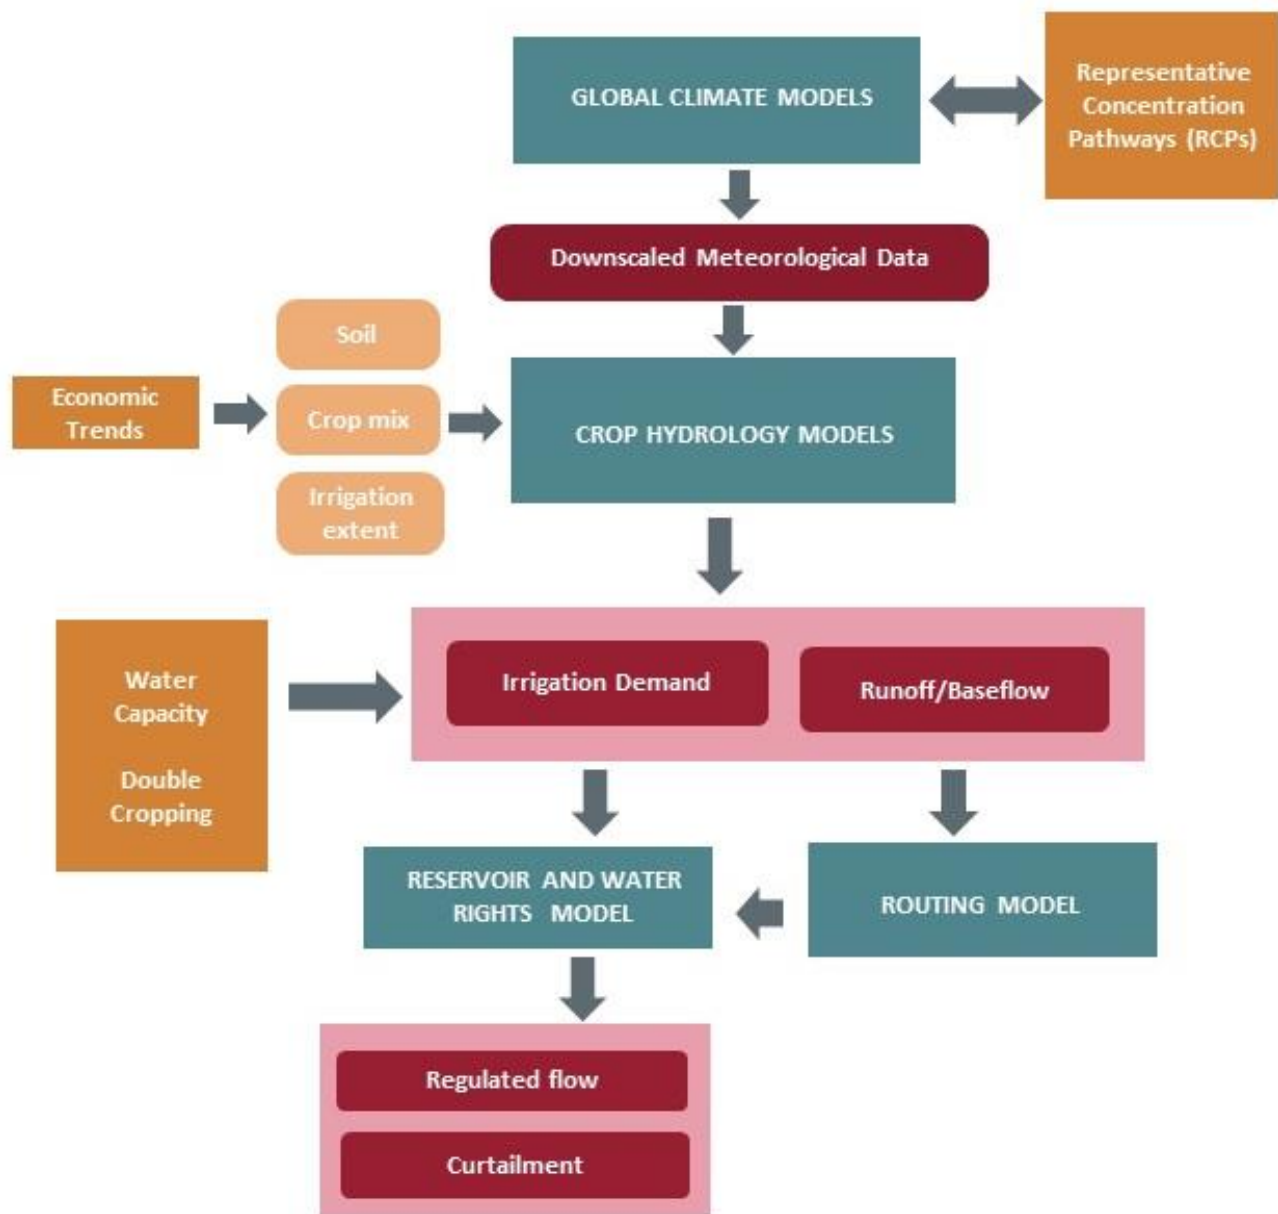 GLOBAL CLIMATE MODELS
Representative
Concentration
Pathways (RCPs)
Downscaled Meteorological Data
Soil
Economic
Trends
Crop mix
CROP HYDROLOGY MODELS
Irrigation
extent
Water
Capacity
Double
Cropping
Irrigation Demand
Runoff/Baseflow
RESERVOIR AND WATER
RIGHTS MODEL
ROUTING MODEL
Regulated flow
Curtailment